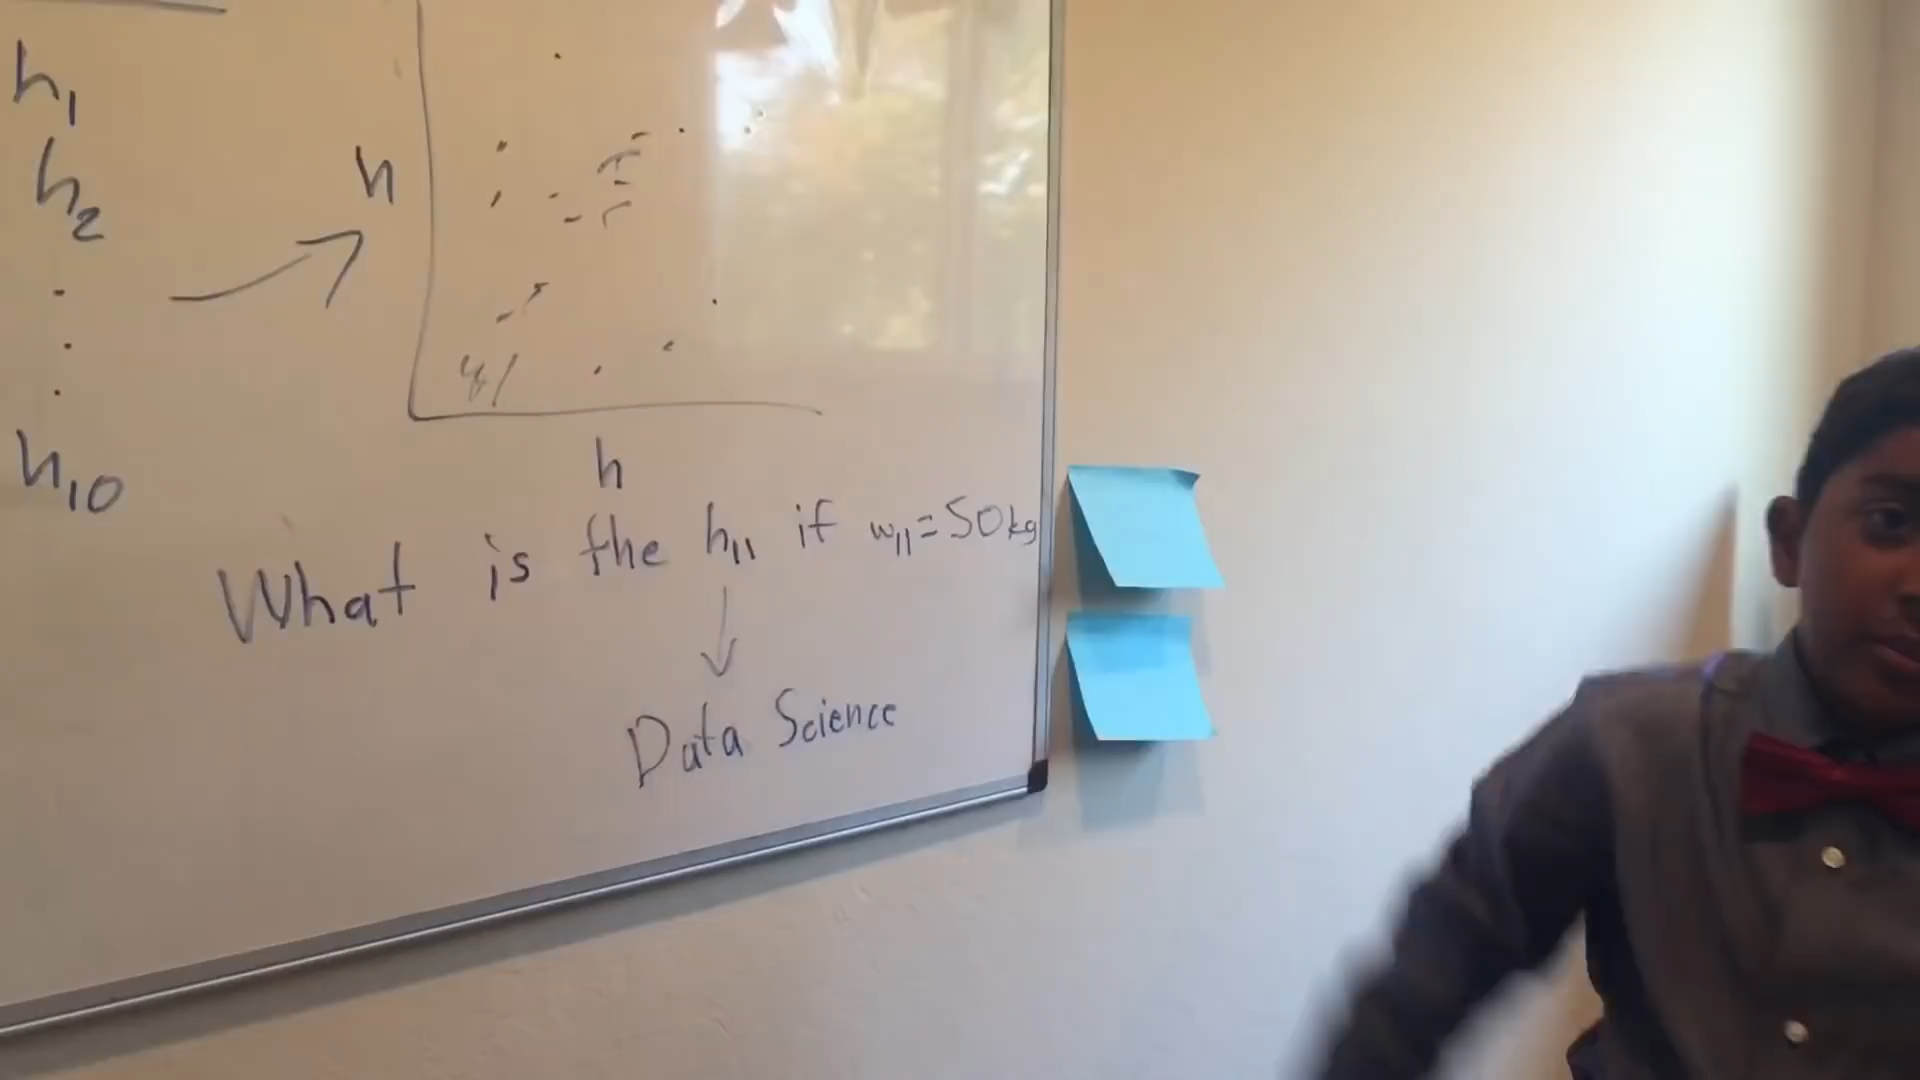 h1
h2
h10
h
h
What is the h11 if w11=50kg
Data Science